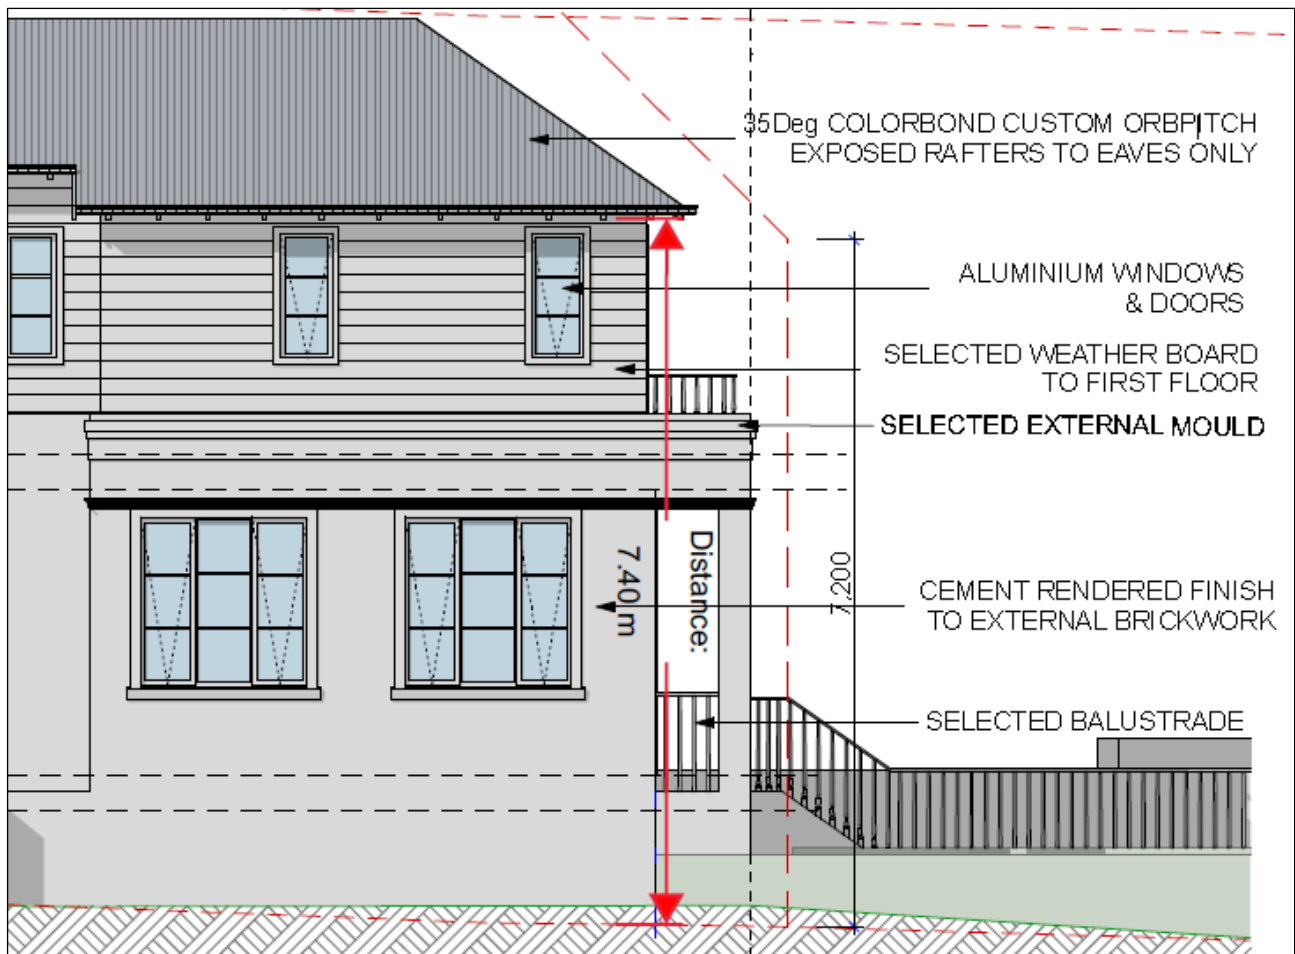 35Deg COLORBOND CUSTOM ORBPITCH
EXPOSED RAFTERS TO EAVES ONLY
ALUMINIUM WINDOWS
& DOORS
SELECTED WEATHER BOARD
TO FIRST FLOOR
SELECTED EXTERNAL MOULD
Distance:
7.40 m
7,200
CEMENT RENDERED FINISH
TO EXTERNAL BRICKWORK
SELECTED BALUSTRADE